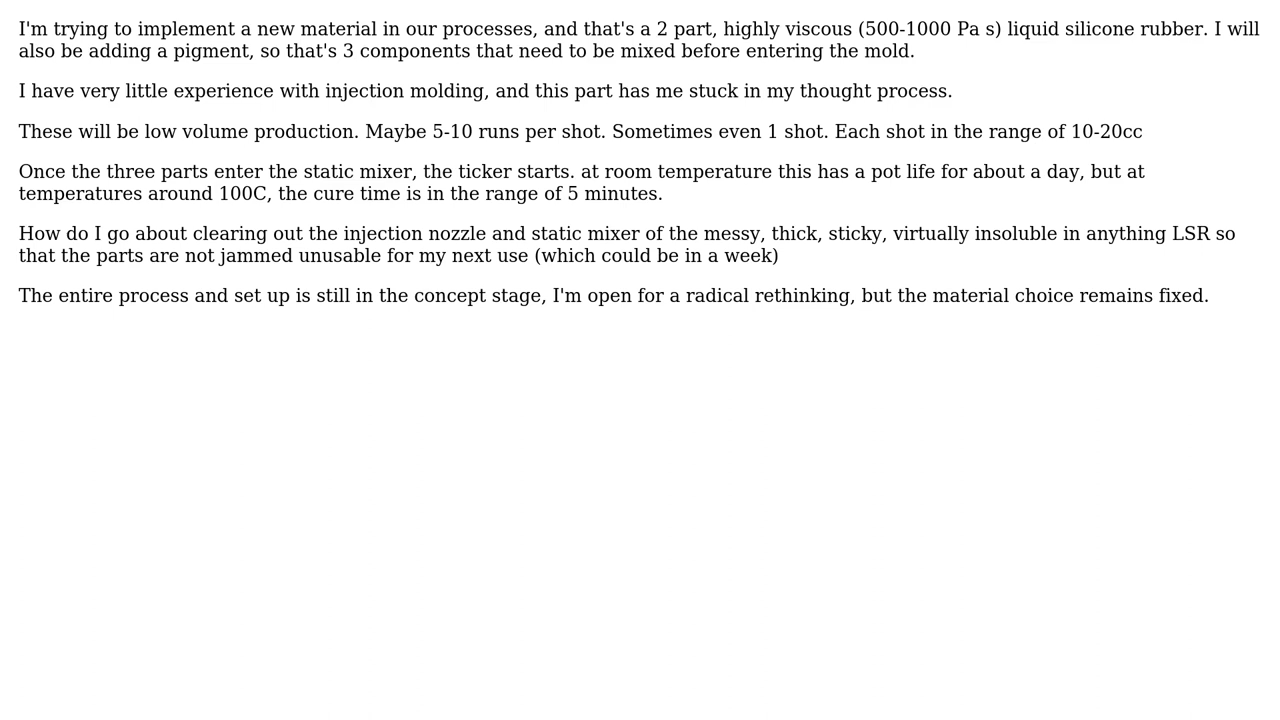 I'm trying to implement a new material in our processes, and that's a 2 part, highly viscous (500-1000 Pa s) liquid silicone rubber. I will
also be adding a pigment, so that's 3 components that need to be mixed before entering the mold.
I have very little experience with injection molding, and this part has me stuck in my thought process.
These will be low volume production. Maybe 5-10 runs per shot. Sometimes even 1 shot. Each shot in the range of 10-20cc
Once the three parts enter the static mixer, the ticker starts. at room temperature this has a pot life for about a day, but at
temperatures around 100C, the cure time is in the range of 5 minutes.
How do I go about clearing out the injection nozzle and static mixer of the messy, thick, sticky, virtually insoluble in anything LSR so
that the parts are not jammed unusable for my next use (which could be in a week)
The entire process and set up is still in the concept stage, I'm open for a radical rethinking, but the material choice remains fixed.